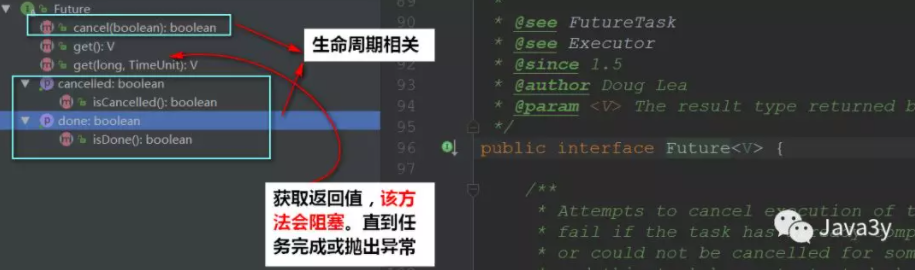 Future
cancel(boolean): boolean
get(): V
get(long, TimeUnit): V
cancelled: boolean
isCancelled(): boolean
done: boolean
isDone(): boolean
生命周期相关
获取返回值，该方
法会阻塞。直到任
务完成或抛出异常
90 *
* @see FutureTask
* @see Executor
* @since 1.5
93 * @author Doug Lea
94 * @param <V> The result type returned b
95 */
96 public interface Future<V> {
97
/**
* Attempts to cancel execution of t
* fail if the task has
* or could not be cancelled for som
Java3y